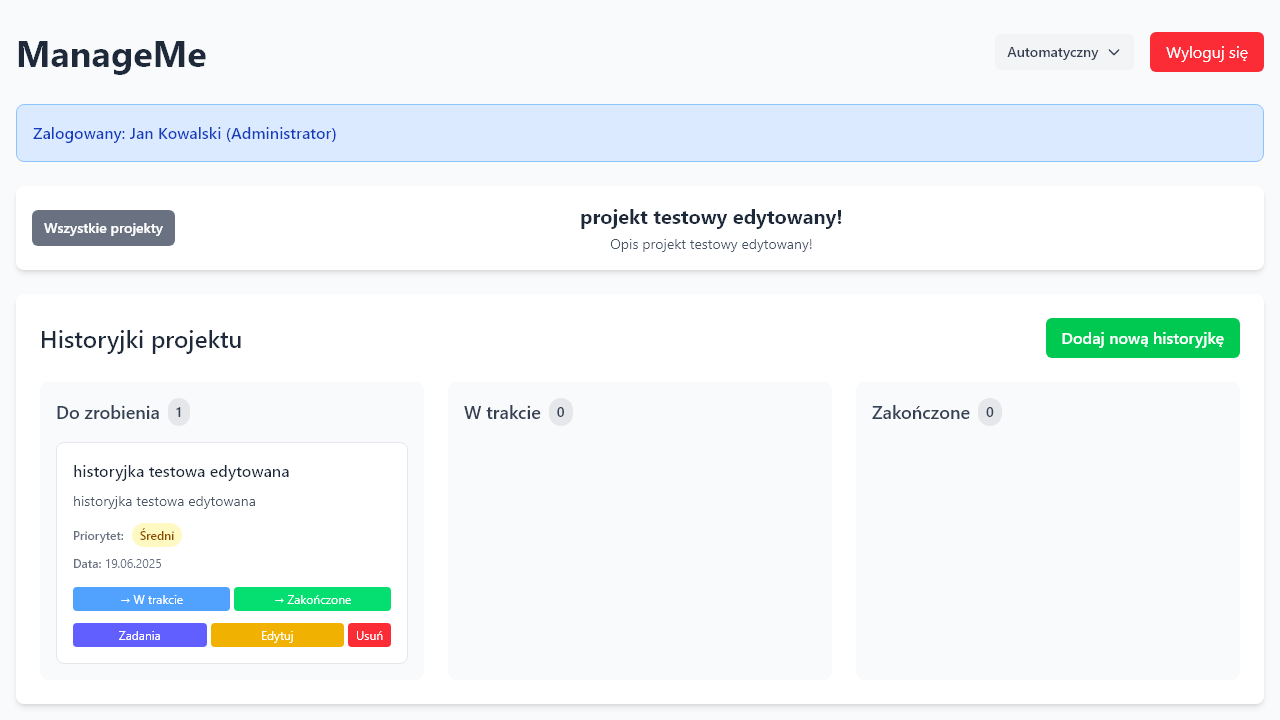 ManageMe
Automatyczny
Wyloguj się
Zalogowany: Jan Kowalski (Administrator)
Wszystkie projekty
projekt testowy edytowany!
Opis projekt testowy edytowany!
Historyjki projektu
Dodaj nową historyjkę
Do zrobienia 1
historyjka testowa edytowana
historyjka testowa edytowana
Priorytet: Średni
Data: 19.06.2025
→ W trakcie
→ Zakończone
Zadania
Edytuj
Usuń
W trakcie 0
Zakończone 0